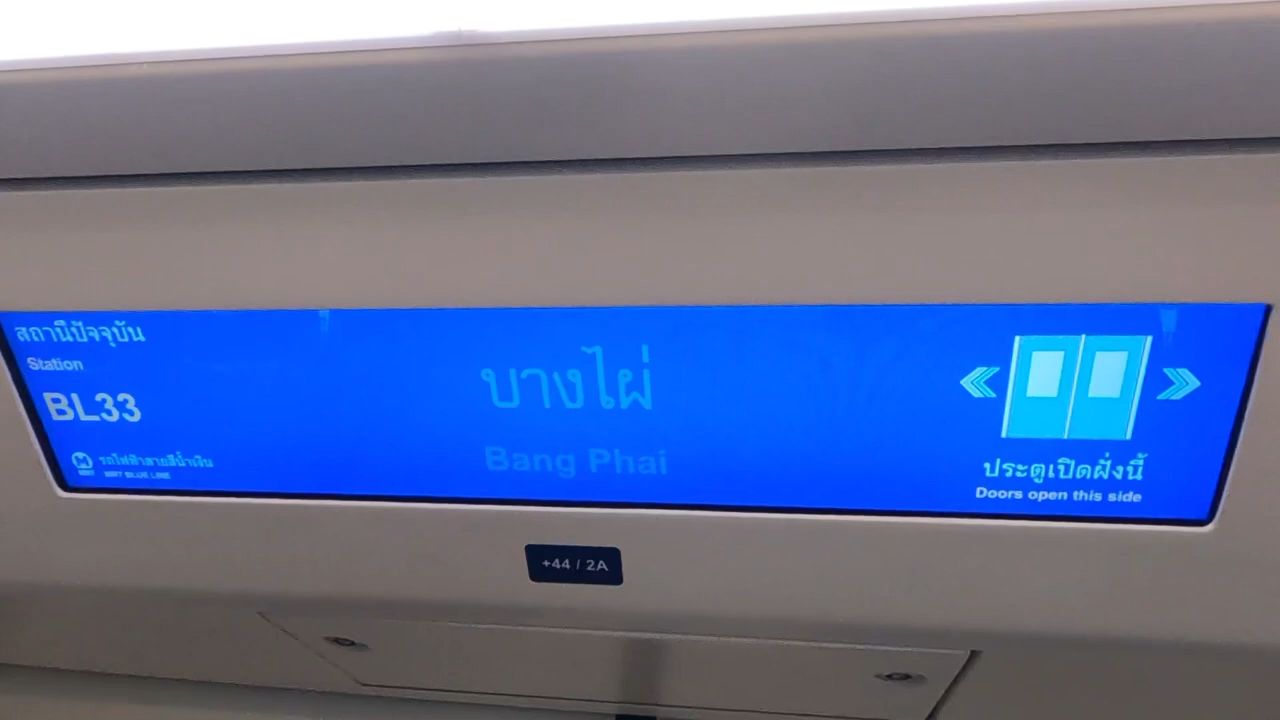 สถานีปัจจุบัน
Station
BL33
รถไฟฟ้าสายสีน้ำเงิน
MRT MRT BLUE LINE
บางไผ่
Bang Phai
ประตูเปิดฝั่งนี้
Doors open this side
+44 / 2A